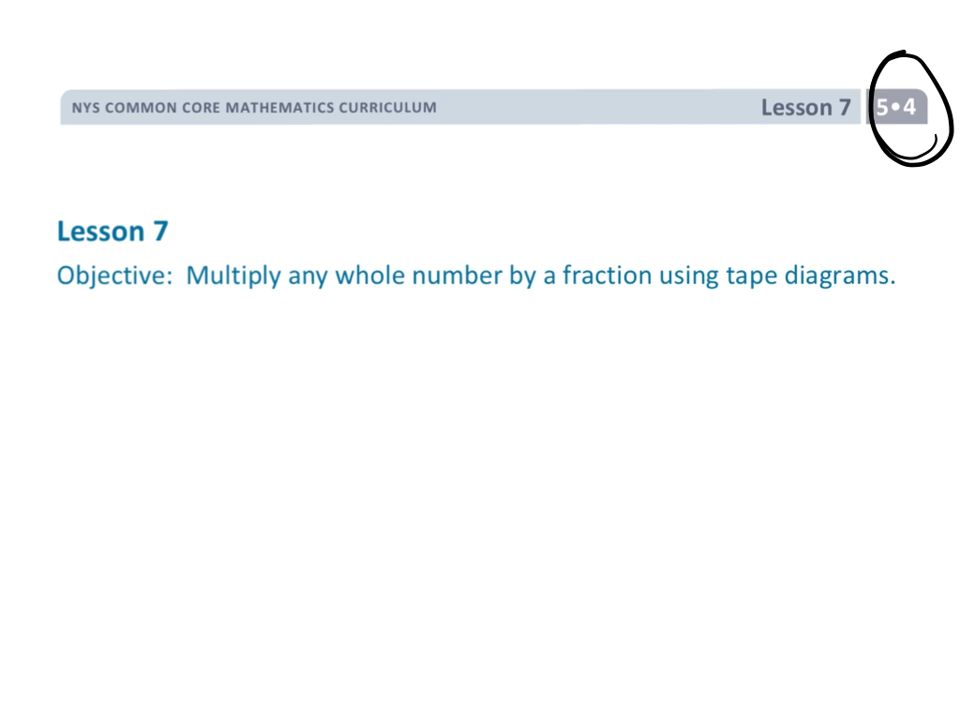 NYS COMMON CORE MATHEMATICS CURRICULUM Lesson 7 5•4
Lesson 7
Objective: Multiply any whole number by a fraction using tape diagrams.